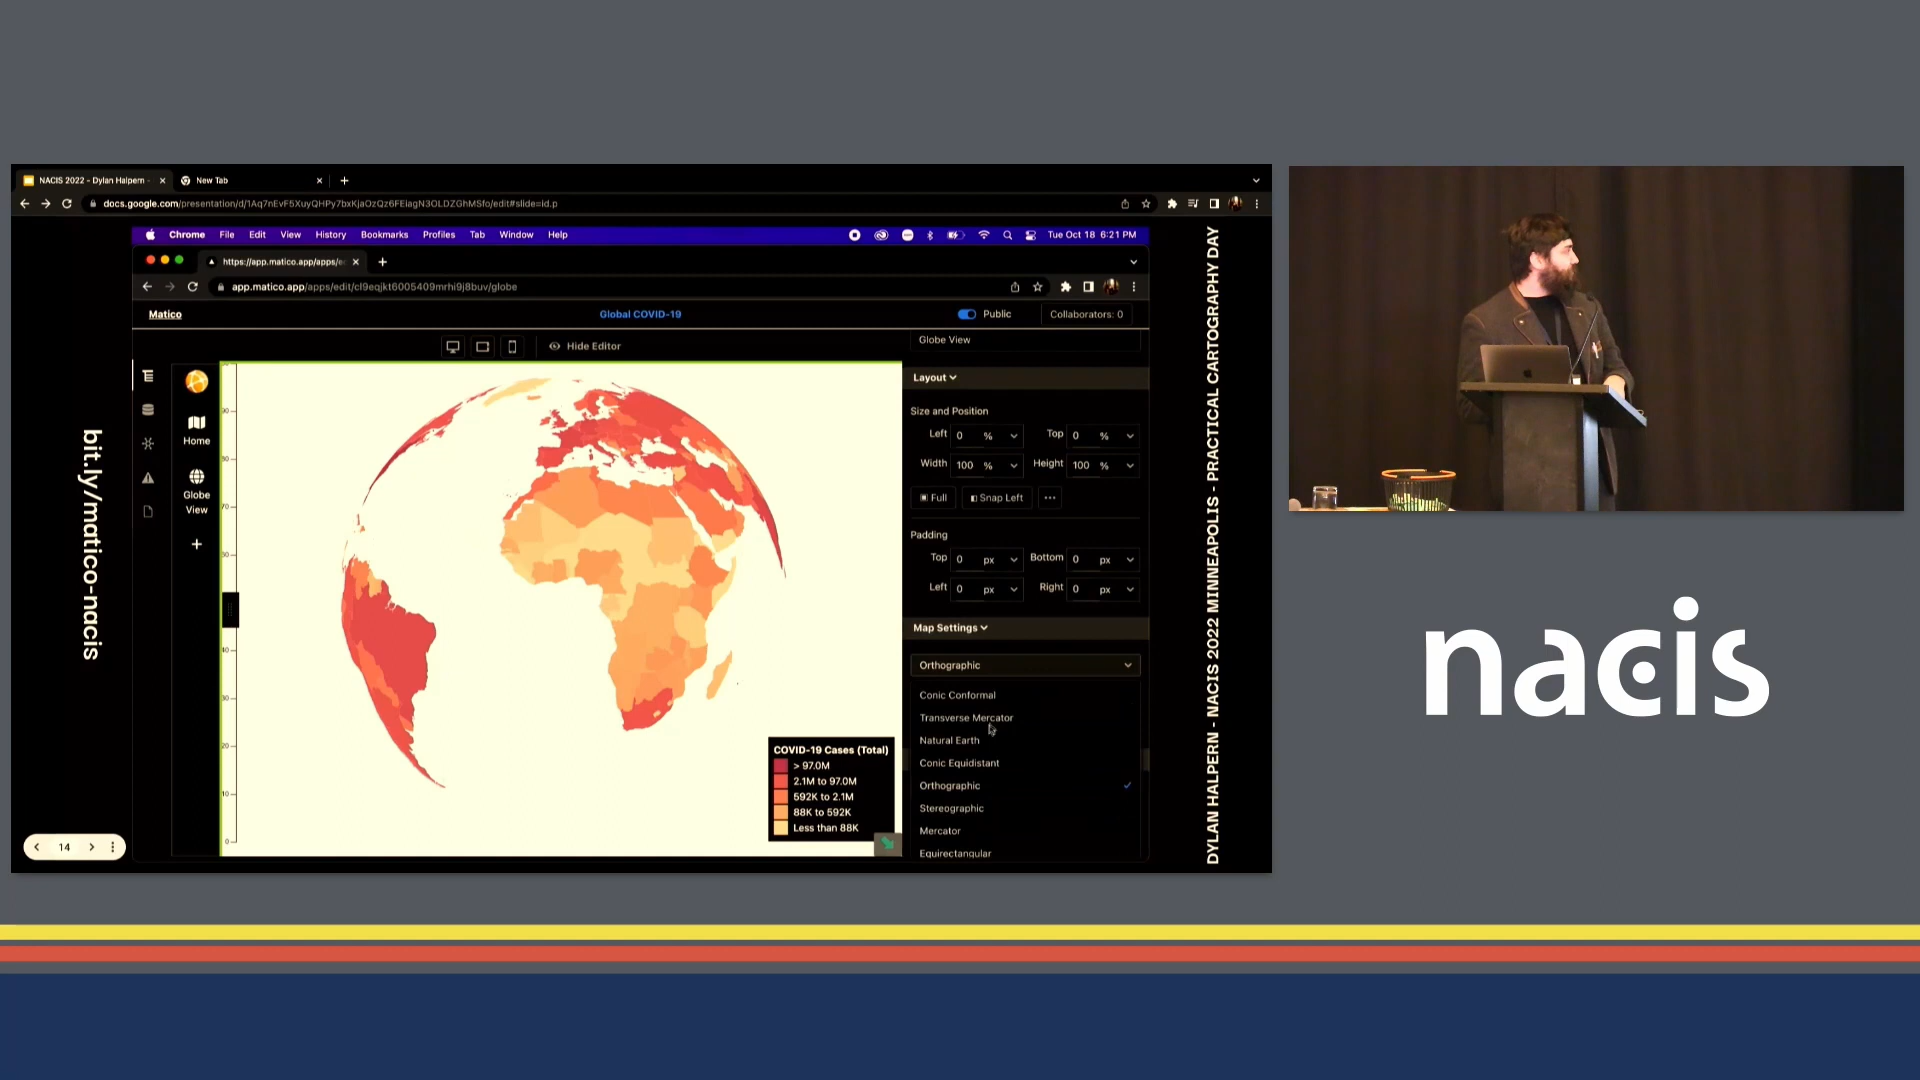 NACIS 2022 - Dylan Halpern -
New Tab
docs.google.com/presentation/d/1Aq7nEvF5XuyQHPy7bxKjaOzQz6FEiagN3OLDZGhMSfo/edit#slide=id.p
Chrome File Edit View History Bookmarks Profiles Tab Window Help
Tue Oct 18 6:21 PM
https://app.matico.app/apps/e
app.matico.app/apps/edit/cl9eqjkt6005409mrhi9j8buv/globe
Matico
Global COVID-19
Public
Collaborators: 0
Hide Editor
Home
Globe
View
Globe View
Layout
Size and Position
Left 0 % Top 0 %
Width 100 % Height 100 %
Full Snap Left
Padding
Top 0 px Bottom 0 px
Left 0 px Right 0 px
Map Settings
Orthographic
Conic Conformal
Transverse Mercator
Natural Earth
Conic Equidistant
Orthographic
Stereographic
Mercator
Equirectangular
COVID-19 Cases (Total)
> 97.0M
2.1M to 97.0M
592K to 2.1M
88K to 592K
Less than 88K
14
bit.ly/matico-nacis
DYLAN HALPERN - NACIS 2022 MINNEAPOLIS - PRACTICAL CARTOGRAPHY DAY
nacis